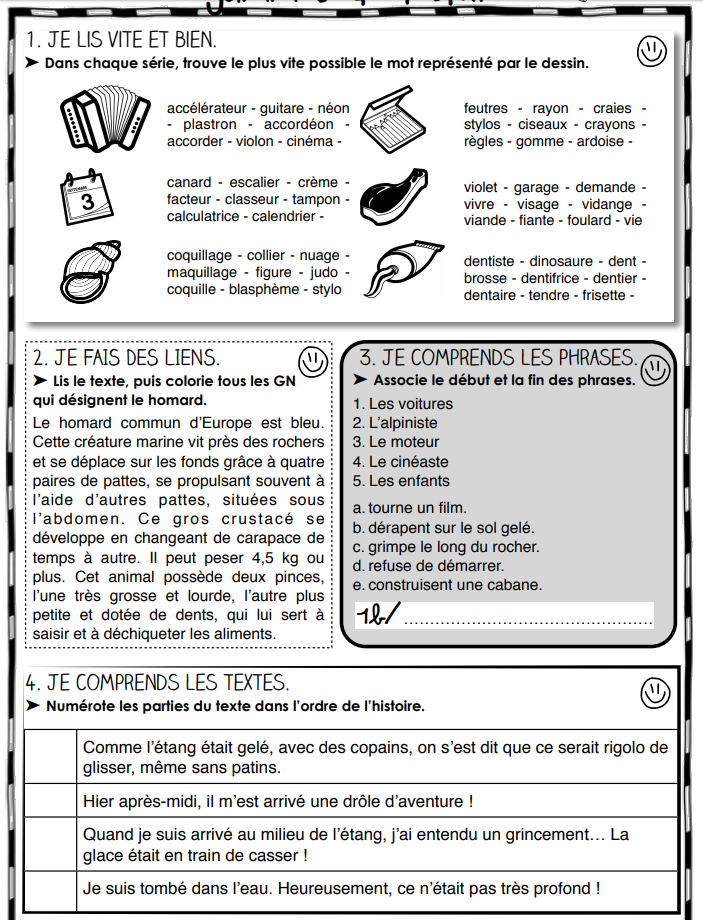 1. JE LIS VITE ET BIEN.
➤ Dans chaque série, trouve le plus vite possible le mot représenté par le dessin.
accélérateur - guitare - néon
- plastron - accordéon -
accorder - violon - cinéma -
feutres - rayon - craies -
stylos - ciseaux - crayons -
règles - gomme - ardoise -
SEPTEMBRE
3
canard - escalier - crème -
facteur - classeur - tampon -
calculatrice - calendrier -
violet - garage - demande -
vivre - visage - vidange -
viande - fiante - foulard - vie
coquillage - collier - nuage -
maquillage - figure - judo -
coquille - blasphème - stylo
dentiste - dinosaure - dent -
brosse - dentifrice - dentier -
dentaire - tendre - frisette -
2. JE FAIS DES LIENS.
➤ Lis le texte, puis colorie tous les GN
qui désignent le homard.
Le homard commun d’Europe est bleu.
Cette créature marine vit près des rochers
et se déplace sur les fonds grâce à quatre
paires de pattes, se propulsant souvent à
l’aide d’autres pattes, situées sous
l’abdomen. Ce gros crustacé se
développe en changeant de carapace de
temps à autre. Il peut peser 4,5 kg ou
plus. Cet animal possède deux pinces,
l’une très grosse et lourde, l’autre plus
petite et dotée de dents, qui lui sert à
saisir et à déchiqueter les aliments.
3. JE COMPRENDS LES PHRASES.
➤ Associe le début et la fin des phrases.
1. Les voitures
2. L’alpiniste
3. Le moteur
4. Le cinéaste
5. Les enfants
a. tourne un film.
b. dérapent sur le sol gelé.
c. grimpe le long du rocher.
d. refuse de démarrer.
e. construisent une cabane.
1b/ ................................................
4. JE COMPRENDS LES TEXTES.
➤ Numérote les parties du texte dans l’ordre de l’histoire.
Comme l’étang était gelé, avec des copains, on s’est dit que ce serait rigolo de
glisser, même sans patins.
Hier après-midi, il m’est arrivé une drôle d’aventure !
Quand je suis arrivé au milieu de l’étang, j’ai entendu un grincement… La
glace était en train de casser !
Je suis tombé dans l’eau. Heureusement, ce n’était pas très profond !